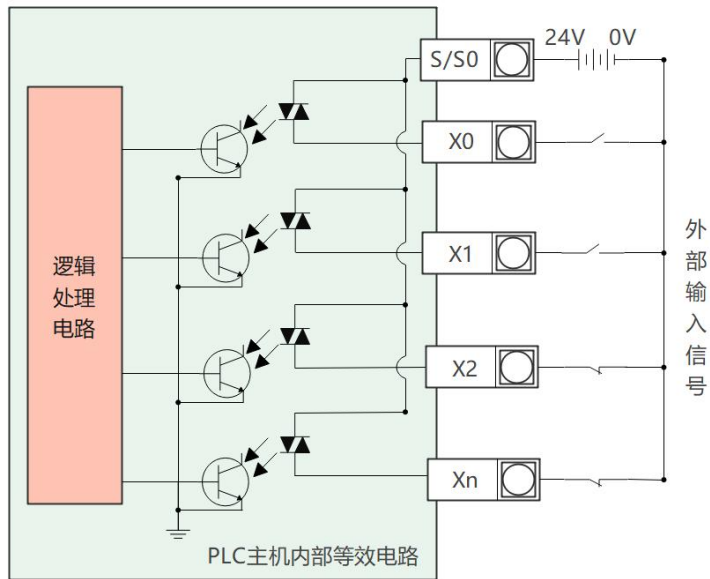 24V 0V
S/S0
X0
X1
逻辑
处理
电路
X2
Xn
外
部
输
入
信
号
PLC主机内部等效电路